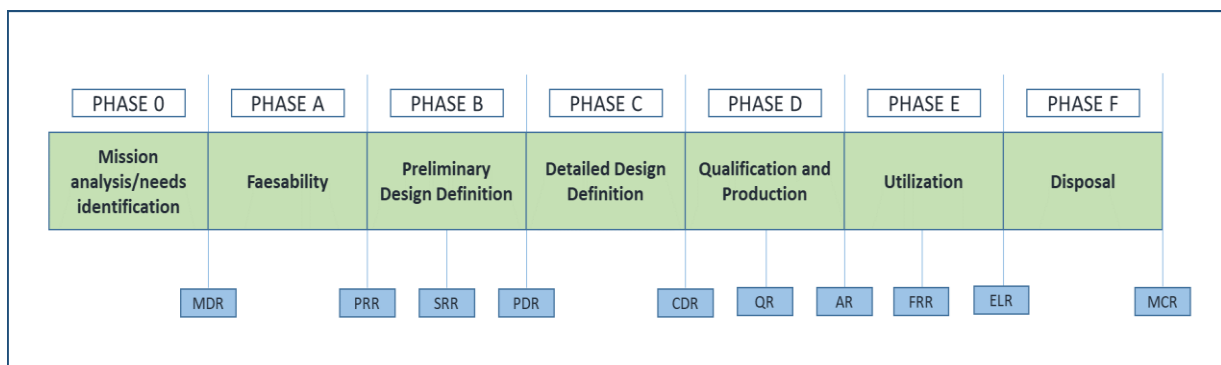 PHASE 0
PHASE A
PHASE B
PHASE C
PHASE D
PHASE E
PHASE F
Mission
analysis/needs
identification
Faesability
Preliminary
Design Definition
Detailed Design
Definition
Qualification and
Production
Utilization
Disposal
MDR
PRR
SRR
PDR
CDR
QR
AR
FRR
ELR
MCR